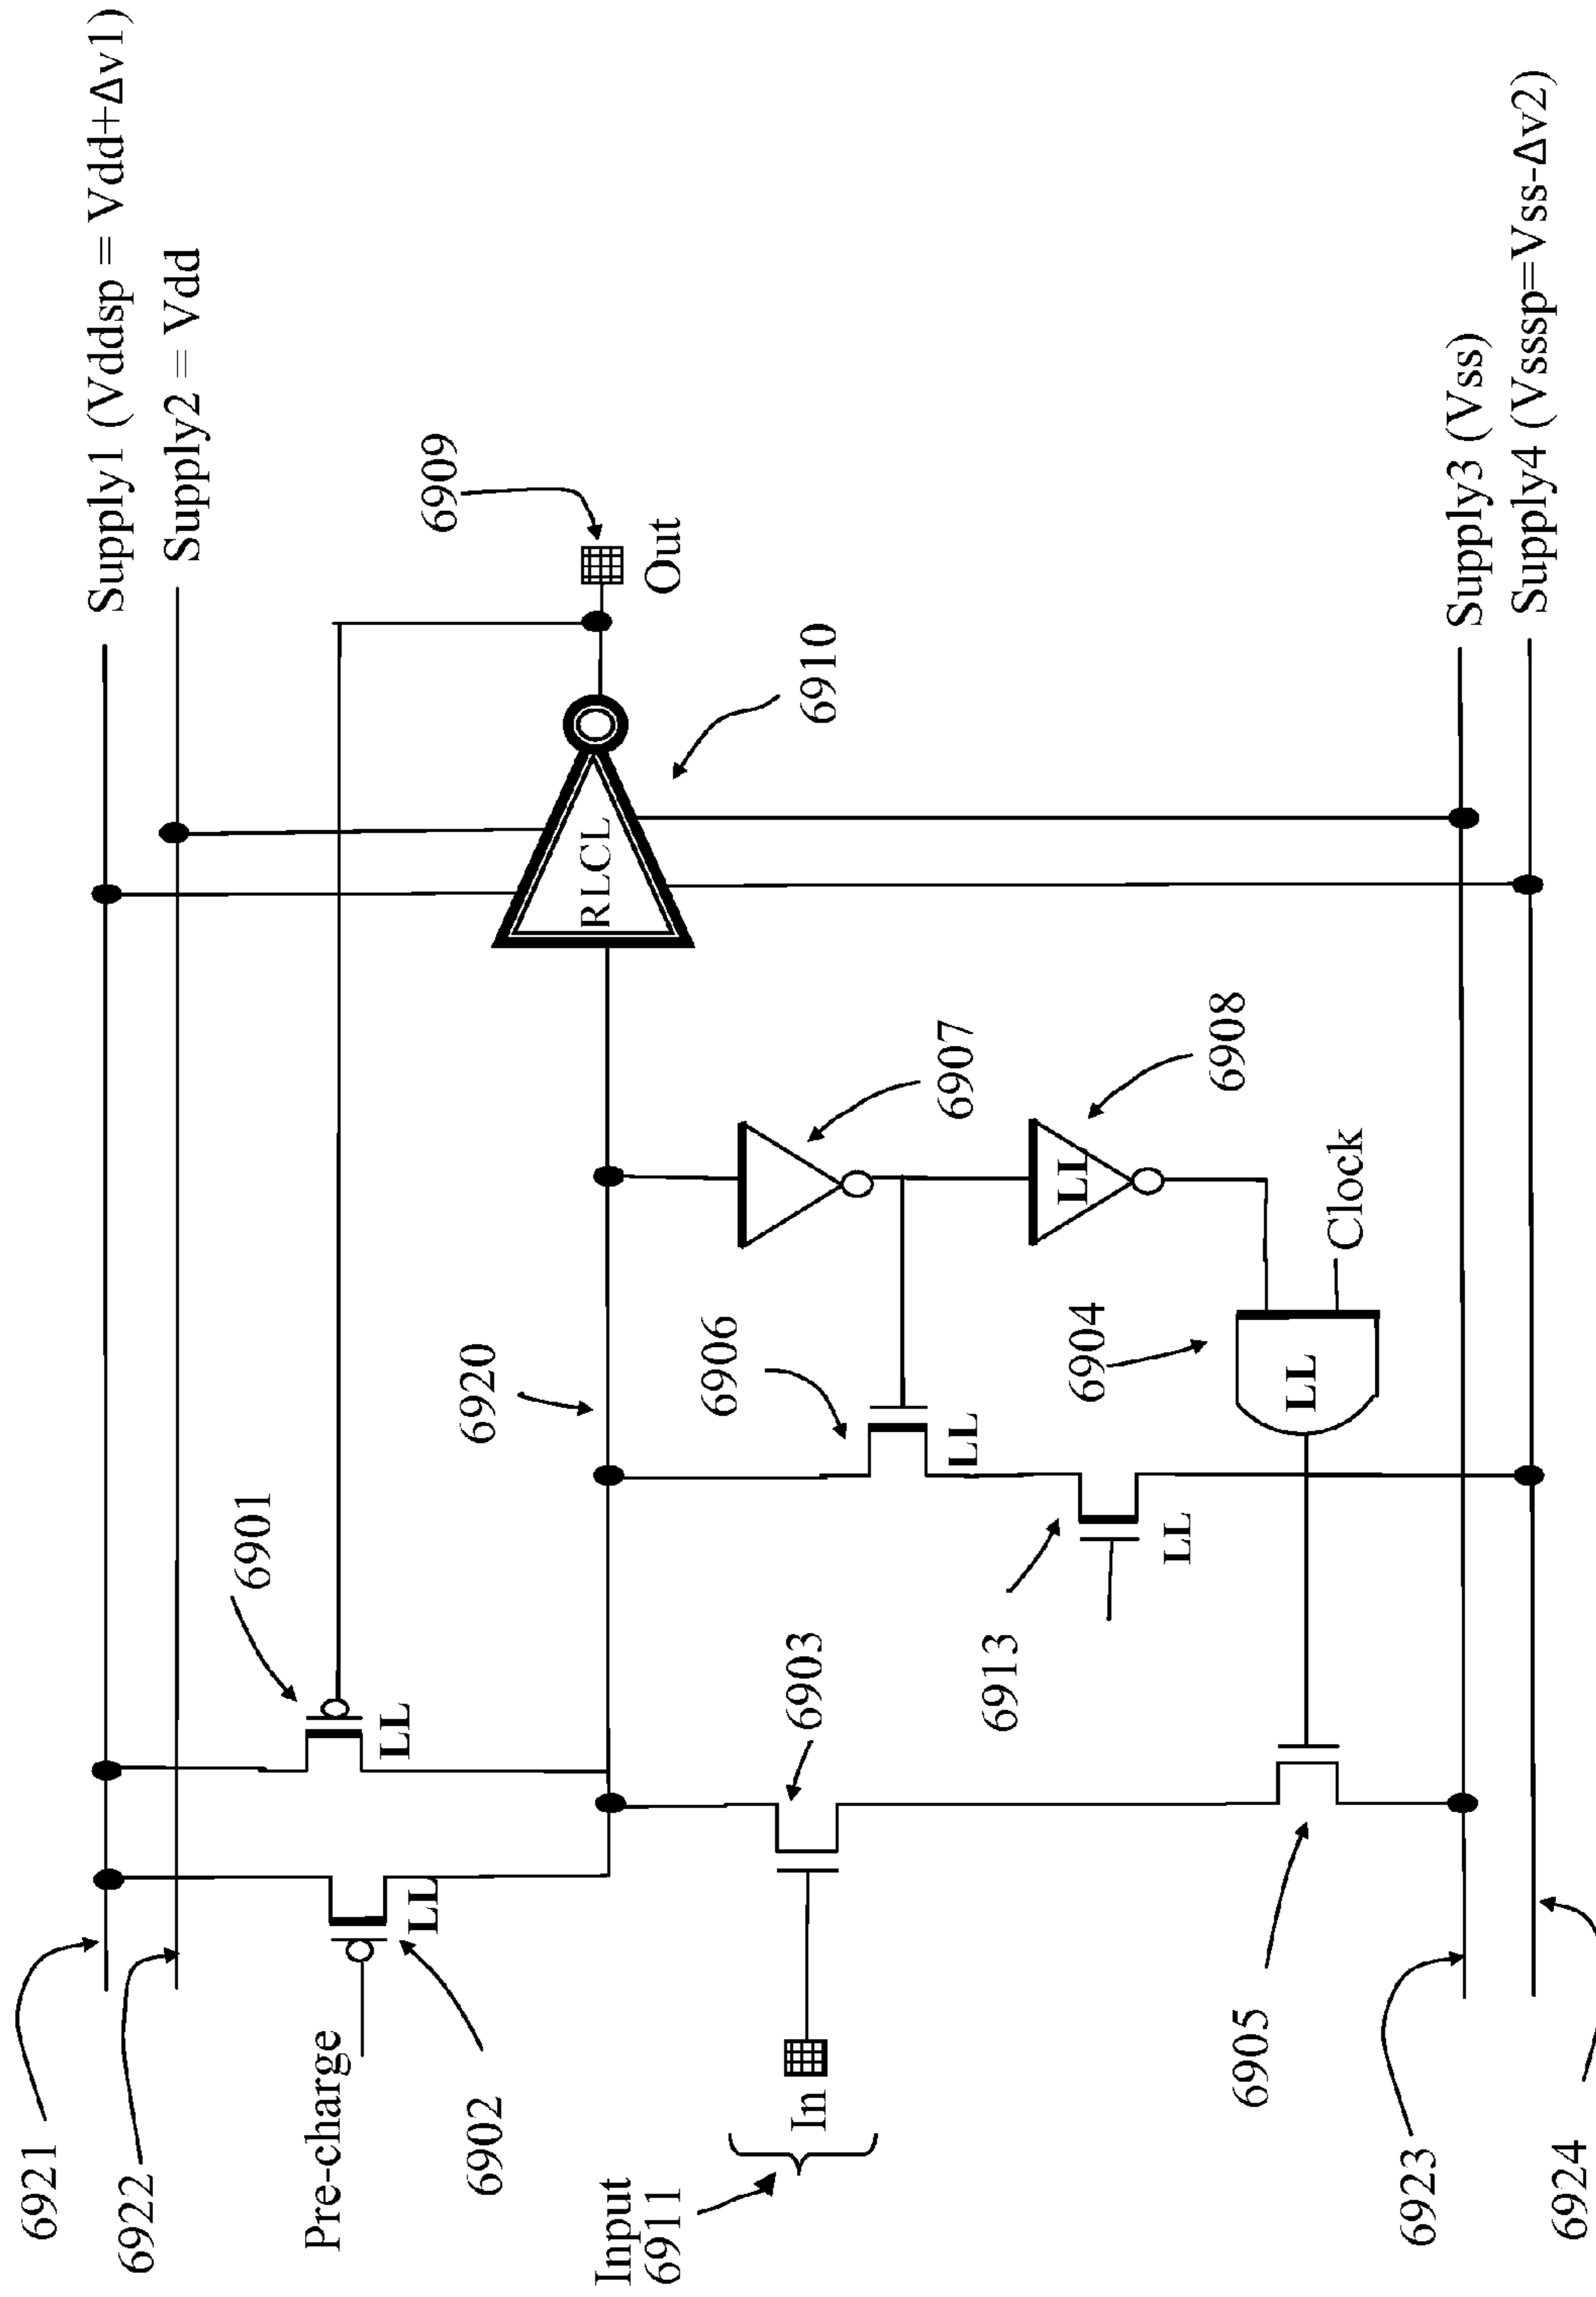 Supply1 (Vddsp = Vdd+Δv1)
Supply2 = Vdd
6921
6922
Pre-charge
6902
LL
6901
LL
6909
Out
6920
RLCL
6910
Input
6911
In
6903
6906
LL
6907
6913
LL
6904
LL
LL
6908
Clock
6905
6923
6924
Supply3 (Vss)
Supply4 (Vsssp=Vss-Δv2)